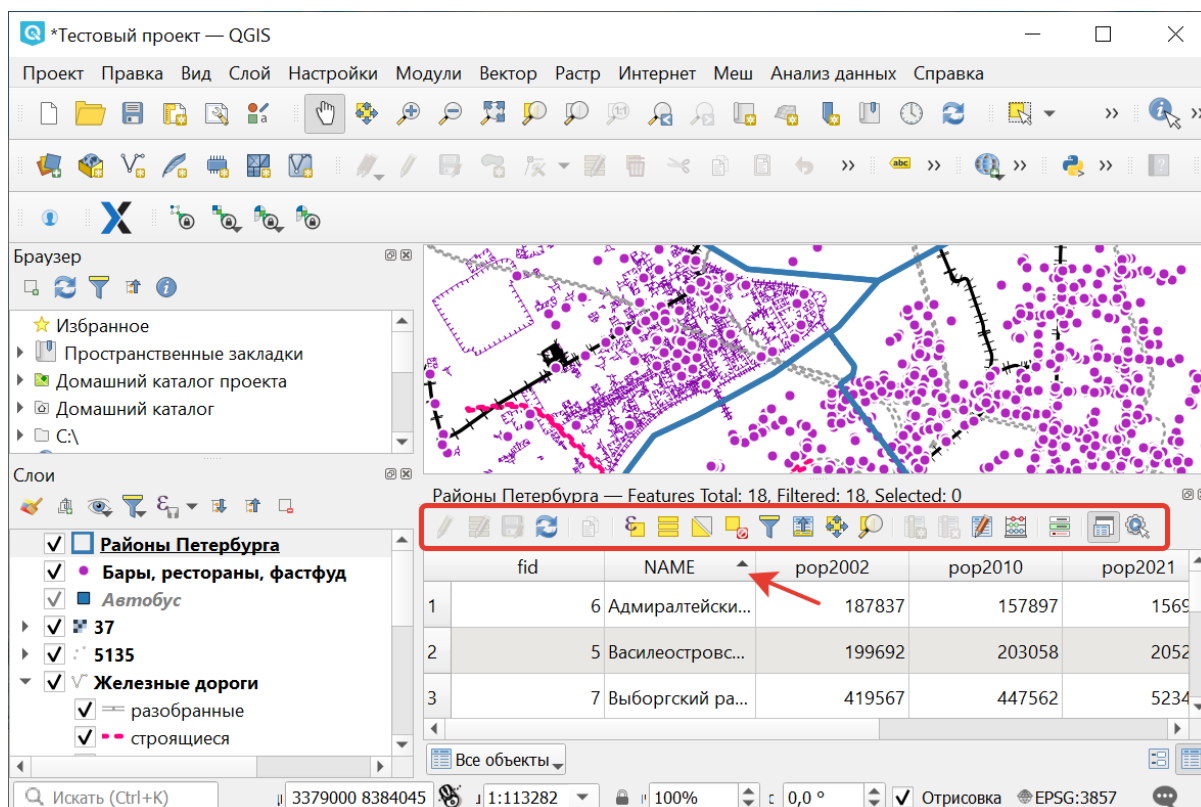 *Тестовый проект — QGIS
Проект Правка Вид Слой Настройки Модули Вектор Растр Интернет Меш Анализ данных Справка
Браузер
Избранное
Пространственные закладки
Домашний каталог проекта
Домашний каталог
C:\
Слои
Районы Петербурга
Бары, рестораны, фастфуд
Автобус
37
5135
Железные дороги
разобранные
строящиеся
Районы Петербурга — Features Total: 18, Filtered: 18, Selected: 0
fid NAME pop2002 pop2010 pop2021
1 6 Адмиралтейски... 187837 157897 1569
2 5 Василеостровс... 199692 203058 2052
3 7 Выборгский ра... 419567 447562 5234
Все объекты
Искать (Ctrl+K) 3379000 8384045 1:113282 100% 0,0 ° Отрисовка EPSG:3857